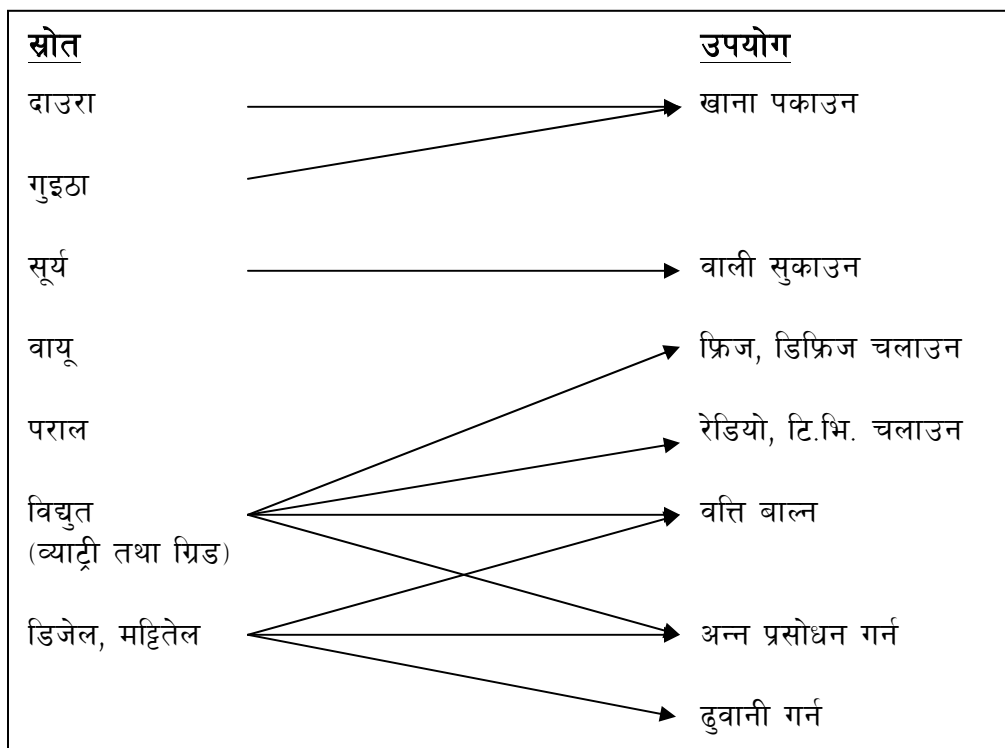 स्रोत उपयोग
दाउरा खाना पकाउन
गुइठा
सूर्य वाली सुकाउन
वायू फ्रिज, डिफ्रिज चलाउन
पराल रेडियो, टि.भि. चलाउन
विद्युत वत्ति बाल्न
(व्याट्री तथा ग्रिड)
डिजेल, मट्टितेल अन्न प्रसोधन गर्न
ढुवानी गर्न